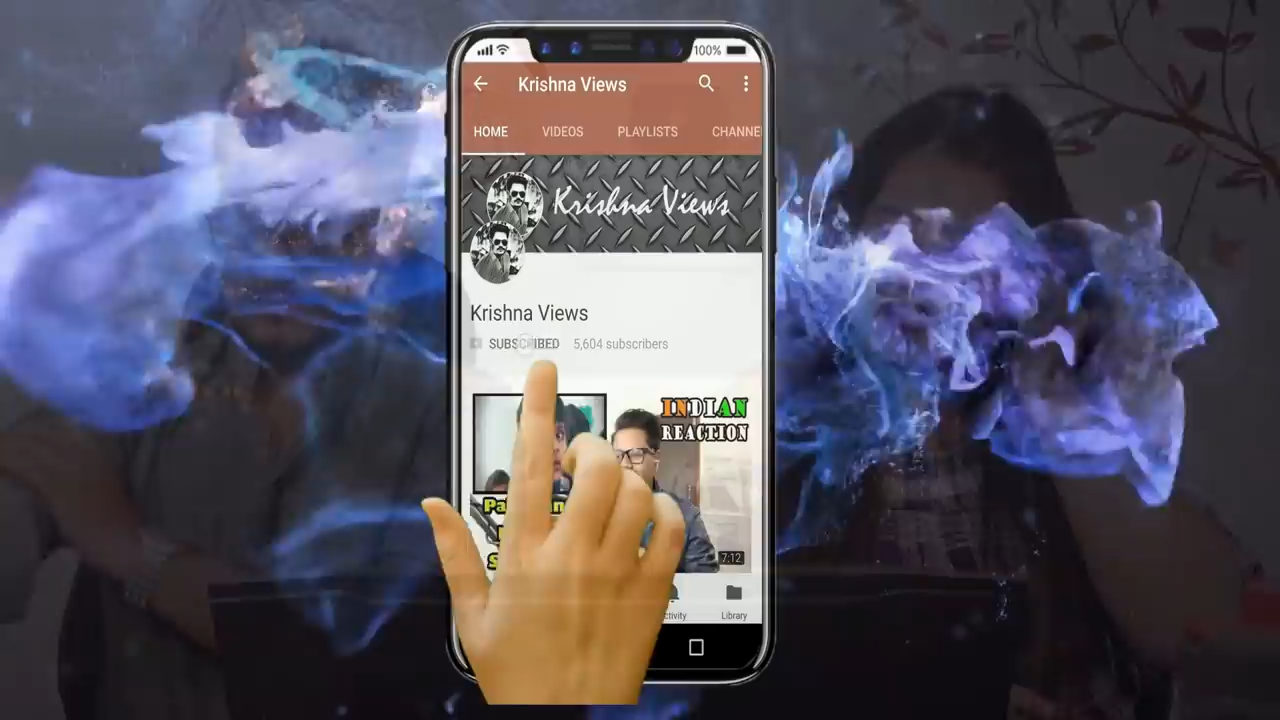 100%
Krishna Views
HOME VIDEOS PLAYLISTS CHANNE
Krishna Views
Krishna Views
SUBSCRIBED 5,604 subscribers
INDIAN
REACTION
7:12
Library